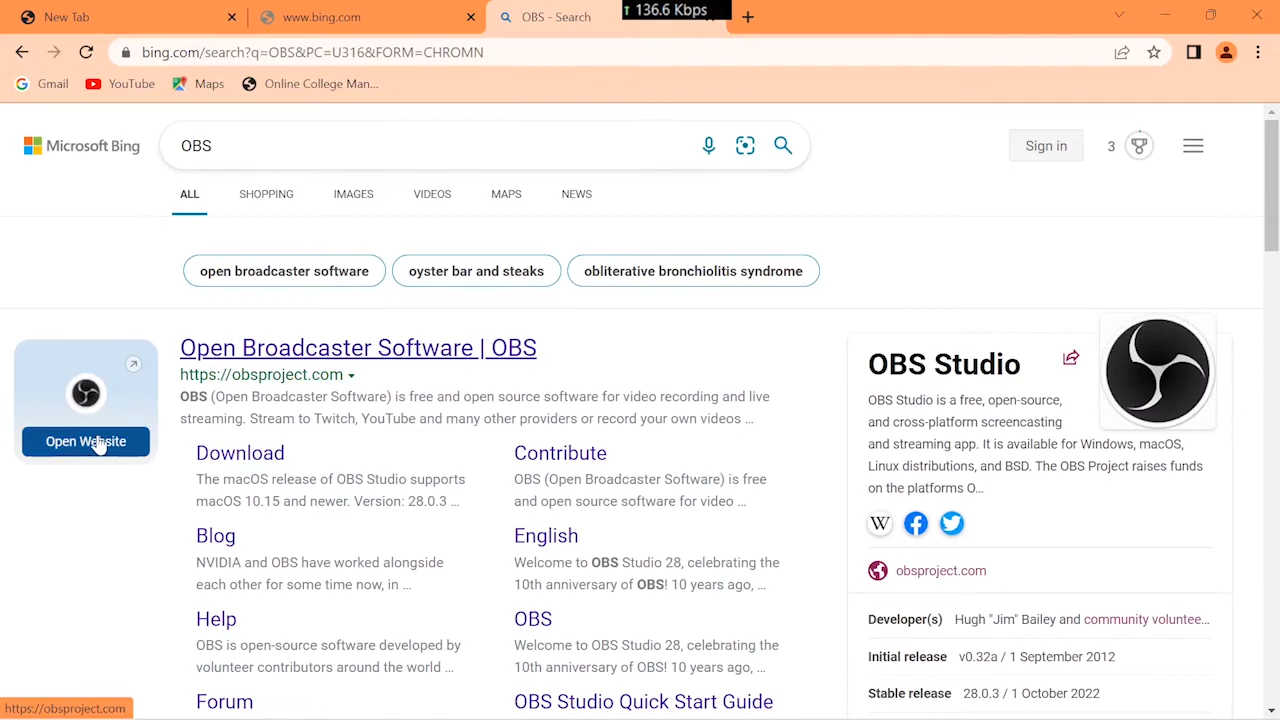 New Tab
www.bing.com
OBS - Search
↑ 136.6 Kbps
bing.com/search?q=OBS&PC=U316&FORM=CHROMN
Gmail
YouTube
Maps
Online College Man...
Microsoft Bing
OBS
Sign in
3
ALL
SHOPPING
IMAGES
VIDEOS
MAPS
NEWS
open broadcaster software
oyster bar and steaks
obliterative bronchiolitis syndrome
Open Website
Open Broadcaster Software | OBS
https://obsproject.com
OBS (Open Broadcaster Software) is free and open source software for video recording and live
streaming. Stream to Twitch, YouTube and many other providers or record your own videos ...
Download
The macOS release of OBS Studio supports
macOS 10.15 and newer. Version: 28.0.3 ...
Contribute
OBS (Open Broadcaster Software) is free
and open source software for video ...
Blog
NVIDIA and OBS have worked alongside
each other for some time now, in ...
English
Welcome to OBS Studio 28, celebrating the
10th anniversary of OBS! 10 years ago, ...
Help
OBS is open-source software developed by
volunteer contributors around the world ...
OBS
Welcome to OBS Studio 28, celebrating the
10th anniversary of OBS! 10 years ago, ...
Forum
OBS Studio Quick Start Guide
OBS Studio
OBS Studio is a free, open-source,
and cross-platform screencasting
and streaming app. It is available for Windows, macOS,
Linux distributions, and BSD. The OBS Project raises funds
on the platforms O...
W
obsproject.com
Developer(s) Hugh "Jim" Bailey and community voluntee...
Initial release v0.32a / 1 September 2012
Stable release 28.0.3 / 1 October 2022
https://obsproject.com